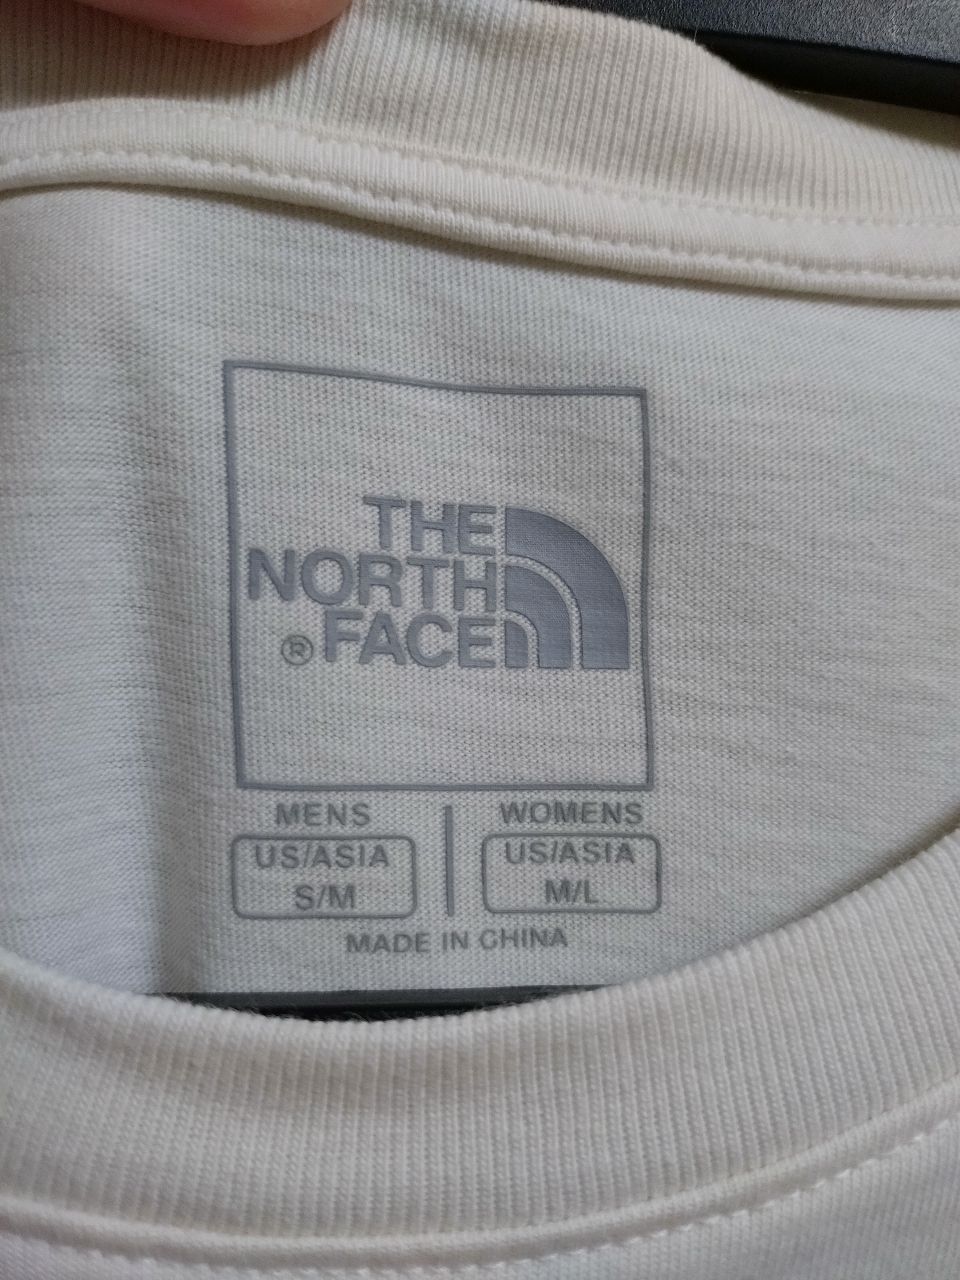 THE
NORTH
® FACE
MENS
US/ASIA
S/M
WOMENS
US/ASIA
M/L
MADE IN CHINA